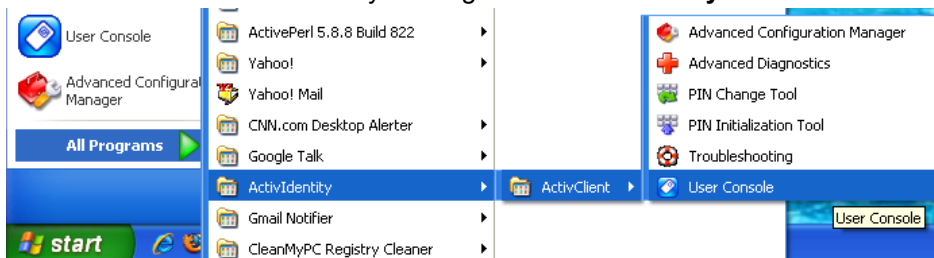 User Console
Advanced Configurat
Manager
All Programs
start
ActivePerl 5.8.8 Build 822
Yahoo!
Yahoo! Mail
CNN.com Desktop Alerter
Google Talk
ActivIdentity
Gmail Notifier
CleanMyPC Registry Cleaner
ActivClient
Advanced Configuration Manager
Advanced Diagnostics
PIN Change Tool
PIN Initialization Tool
Troubleshooting
User Console
User Console